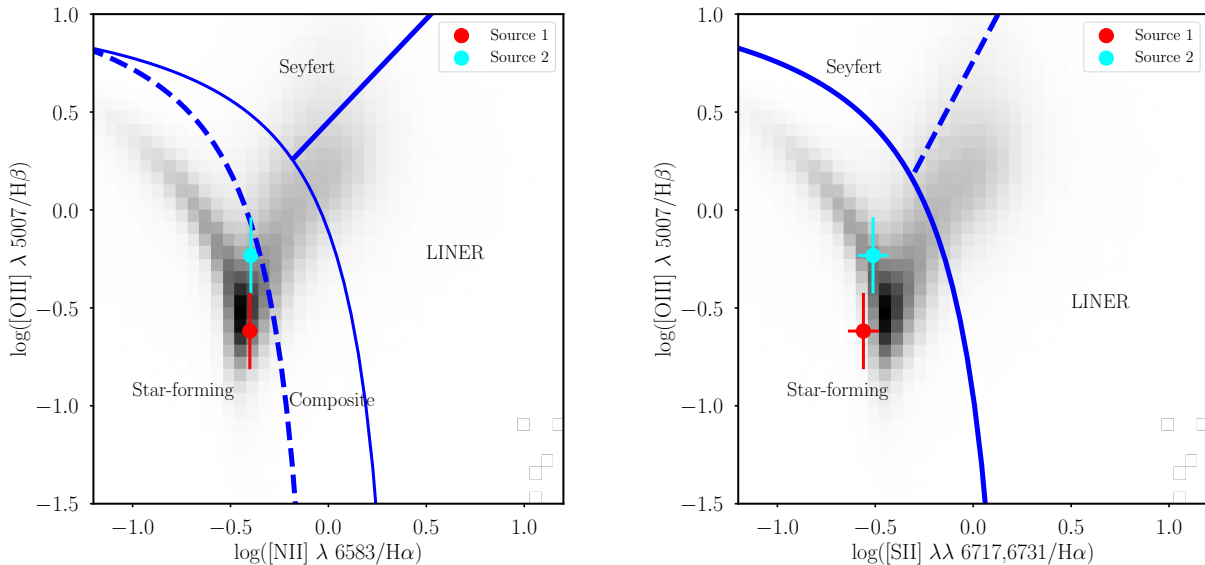 1.0
0.5
0.0
−0.5
−1.0
−1.5
log([OIII] λ 5007/Hβ)
Source 1
Source 2
Seyfert
LINER
Star-forming
Composite
−1.0 −0.5 0.0 0.5 1.0
log([NII] λ 6583/Hα)
1.0
0.5
0.0
−0.5
−1.0
−1.5
log([OIII] λ 5007/Hβ)
Source 1
Source 2
Seyfert
LINER
Star-forming
−1.0 −0.5 0.0 0.5 1.0
log([SII] λλ 6717,6731/Hα)